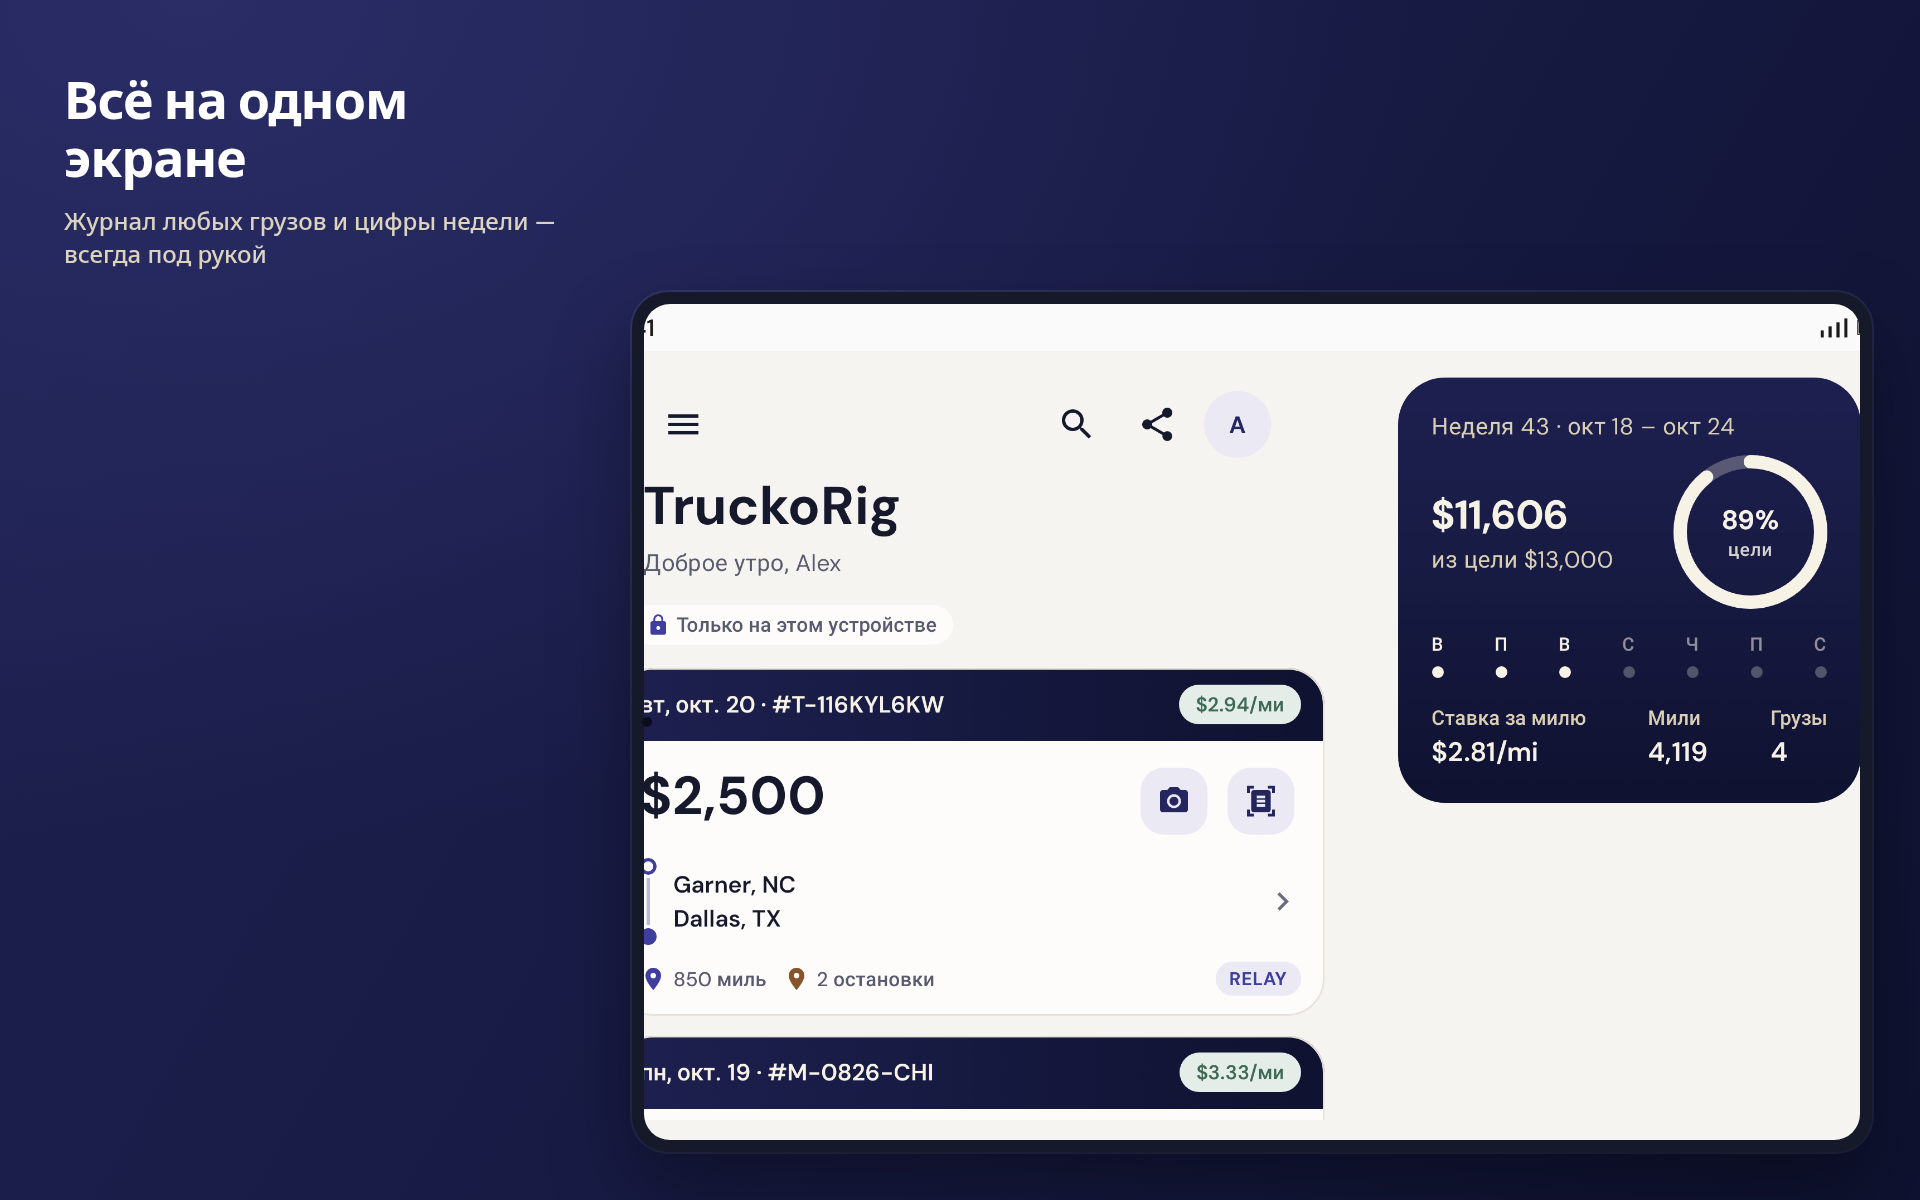 Всё на одном
экране
Журнал любых грузов и цифры недели —
всегда под рукой
A
TruckoRig
Доброе утро, Alex
Только на этом устройстве
вт, окт. 20 · #T-116KYL6KW
$2.94/ми
$2,500
Garner, NC
Dallas, TX
850 миль
2 остановки
RELAY
пн, окт. 19 · #M-0826-CHI
$3.33/ми
Неделя 43 · окт 18 – окт 24
$11,606
из цели $13,000
89%
цели
В П В С Ч П С
Ставка за милю Мили Грузы
$2.81/mi 4,119 4